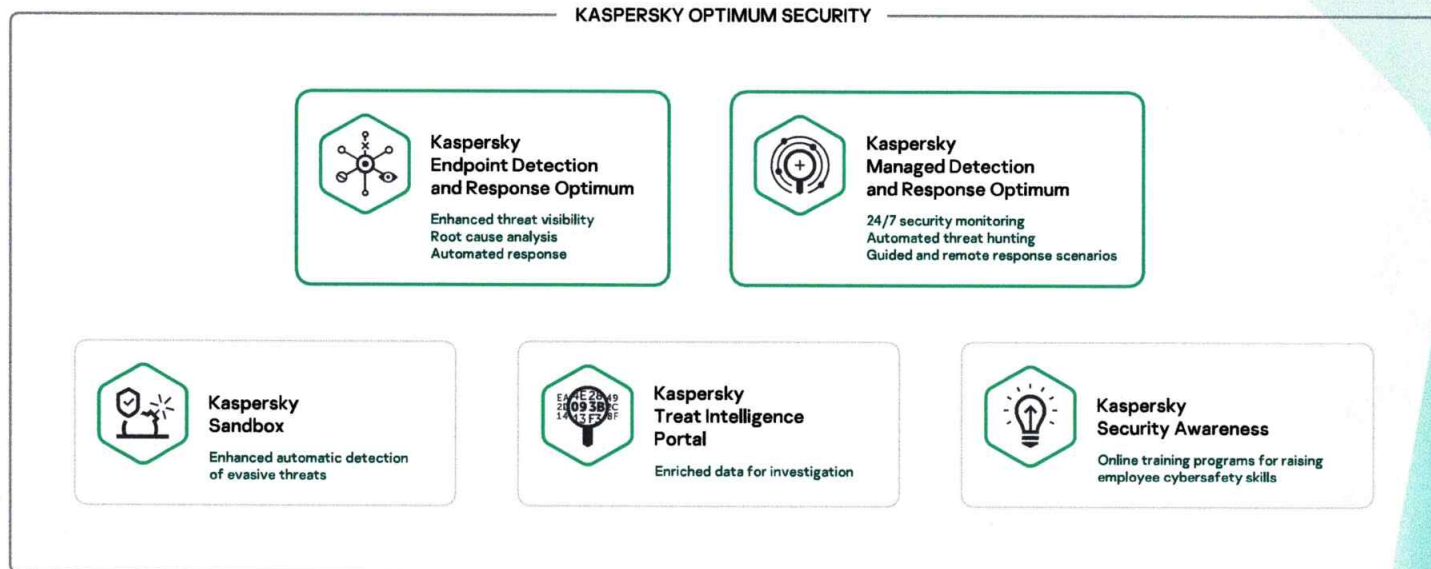 KASPERSKY OPTIMUM SECURITY
Kaspersky
Endpoint Detection
and Response Optimum
Enhanced threat visibility
Root cause analysis
Automated response
Kaspersky
Managed Detection
and Response Optimum
24/7 security monitoring
Automated threat hunting
Guided and remote response scenarios
Kaspersky
Sandbox
Enhanced automatic detection
of evasive threats
Kaspersky
Treat Intelligence
Portal
Enriched data for investigation
Kaspersky
Security Awareness
Online training programs for raising
employee cybersafety skills